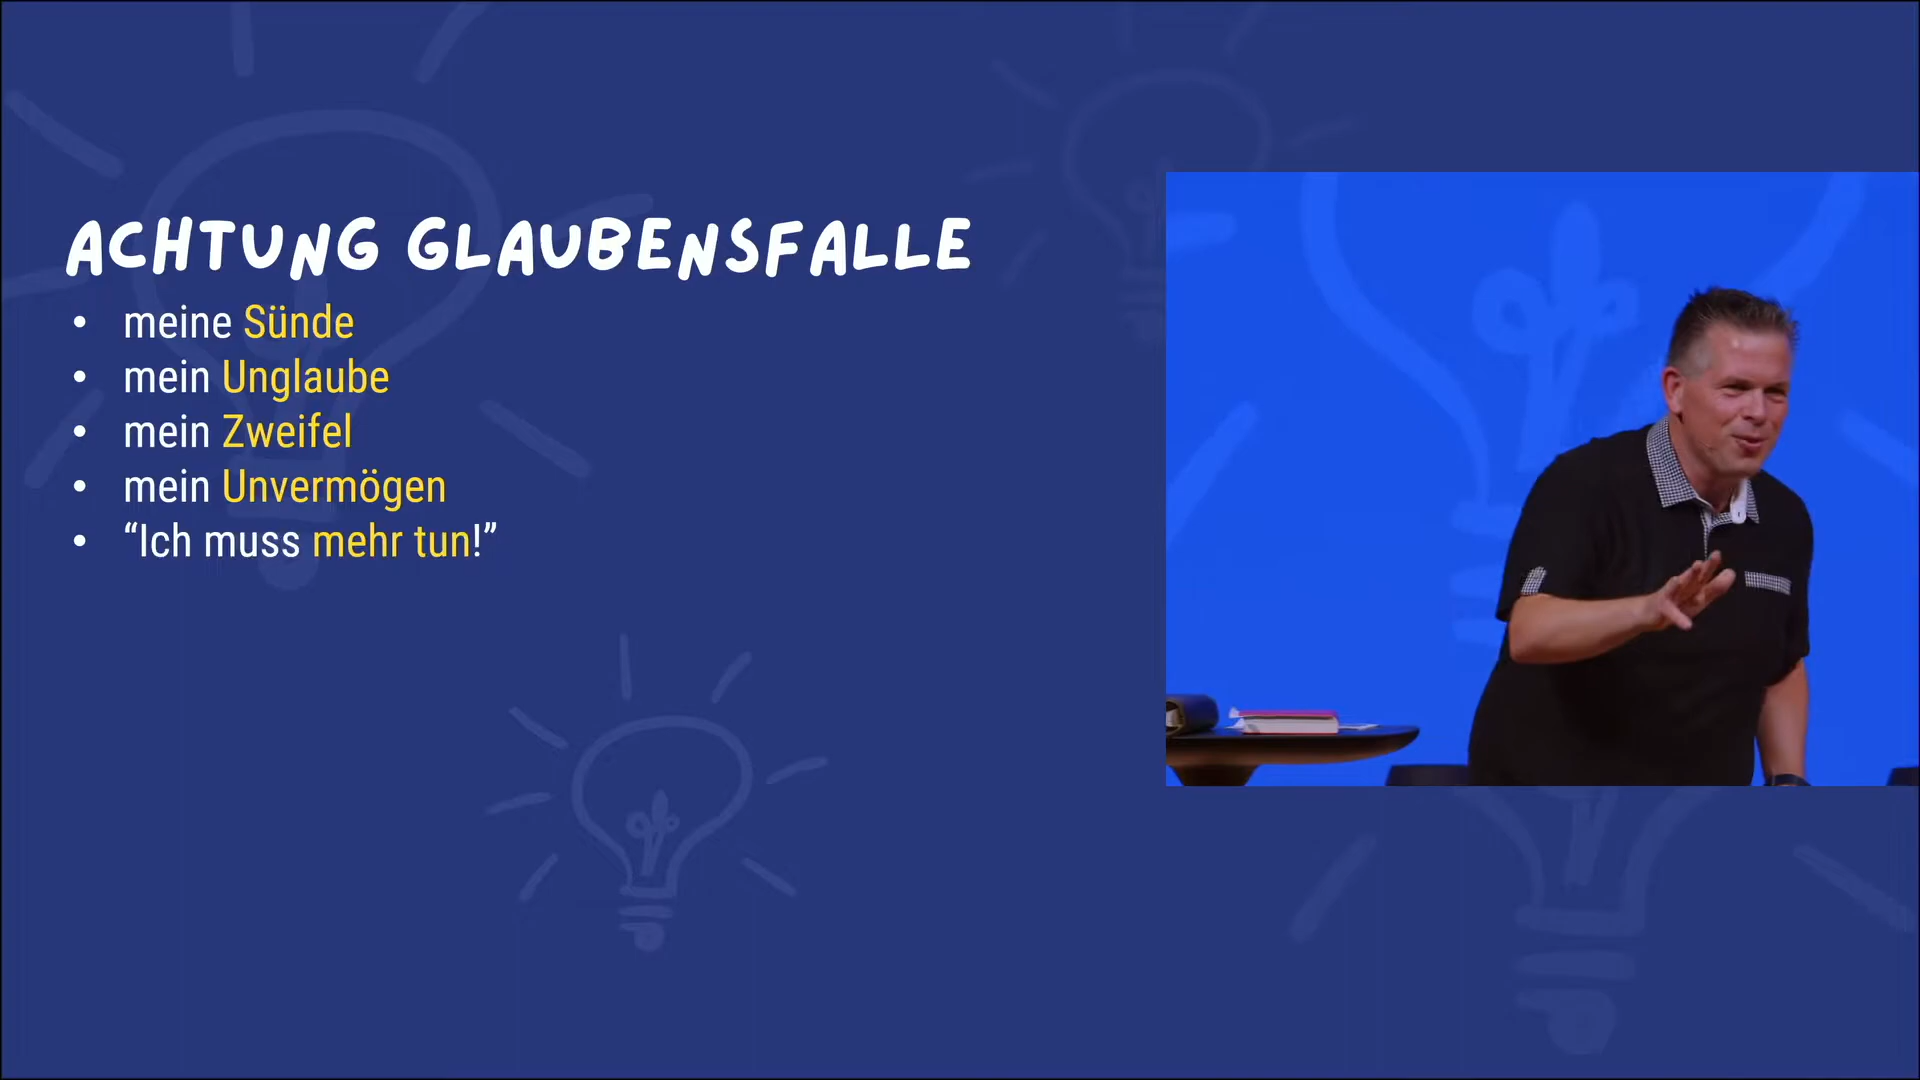 ACHTUNG GLAUBENSFALLE
• meine Sünde
• mein Unglaube
• mein Zweifel
• mein Unvermögen
• “Ich muss mehr tun!”